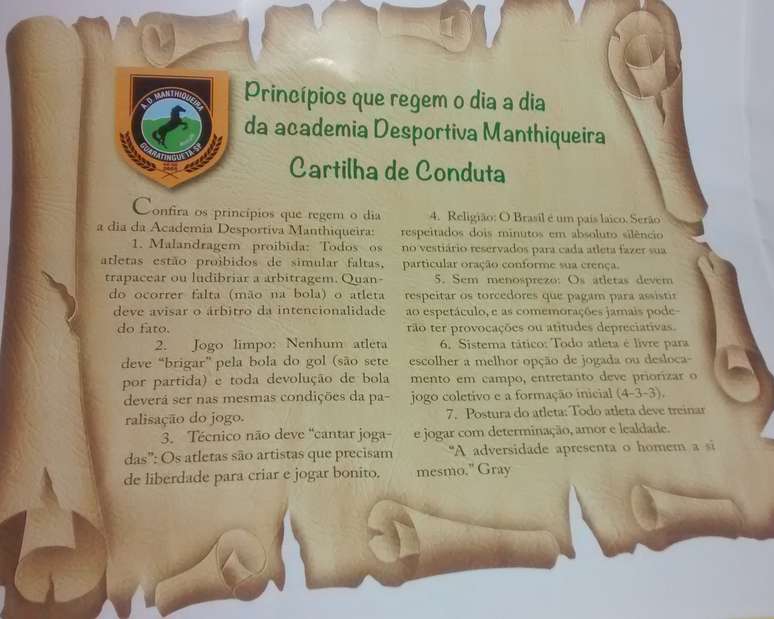 A. D. MANTHIQUEIRA
GUARATINGUETÁ-SP
2005
Princípios que regem o dia a dia
da academia Desportiva Manthiqueira
Cartilha de Conduta
Confira os princípios que regem o dia
a dia da Academia Desportiva Manthiqueira:
1. Malandragem proibida: Todos os
atletas estão proibidos de simular faltas,
trapacear ou ludibriar a arbitragem. Quan-
do ocorrer falta (mão na bola) o atleta
deve avisar o árbitro da intencionalidade
do fato.
2. Jogo limpo: Nenhum atleta
deve “brigar” pela bola do gol (são sete
por partida) e toda devolução de bola
deverá ser nas mesmas condições da pa-
ralisação do jogo.
3. Técnico não deve “cantar joga-
das”: Os atletas são artistas que precisam
de liberdade para criar e jogar bonito.
4. Religião: O Brasil é um país laico. Serão
respeitados dois minutos em absoluto silêncio
no vestiário reservados para cada atleta fazer sua
particular oração conforme sua crença.
5. Sem menosprezo: Os atletas devem
respeitar os torcedores que pagam para assistir
ao espetáculo, e as comemorações jamais pode-
rão ter provocações ou atitudes depreciativas.
6. Sistema tático: Todo atleta é livre para
escolher a melhor opção de jogada ou desloca-
mento em campo, entretanto deve priorizar o
jogo coletivo e a formação inicial (4-3-3).
7. Postura do atleta: Todo atleta deve treinar
e jogar com determinação, amor e lealdade.
“A adversidade apresenta o homem a si
mesmo.” Gray